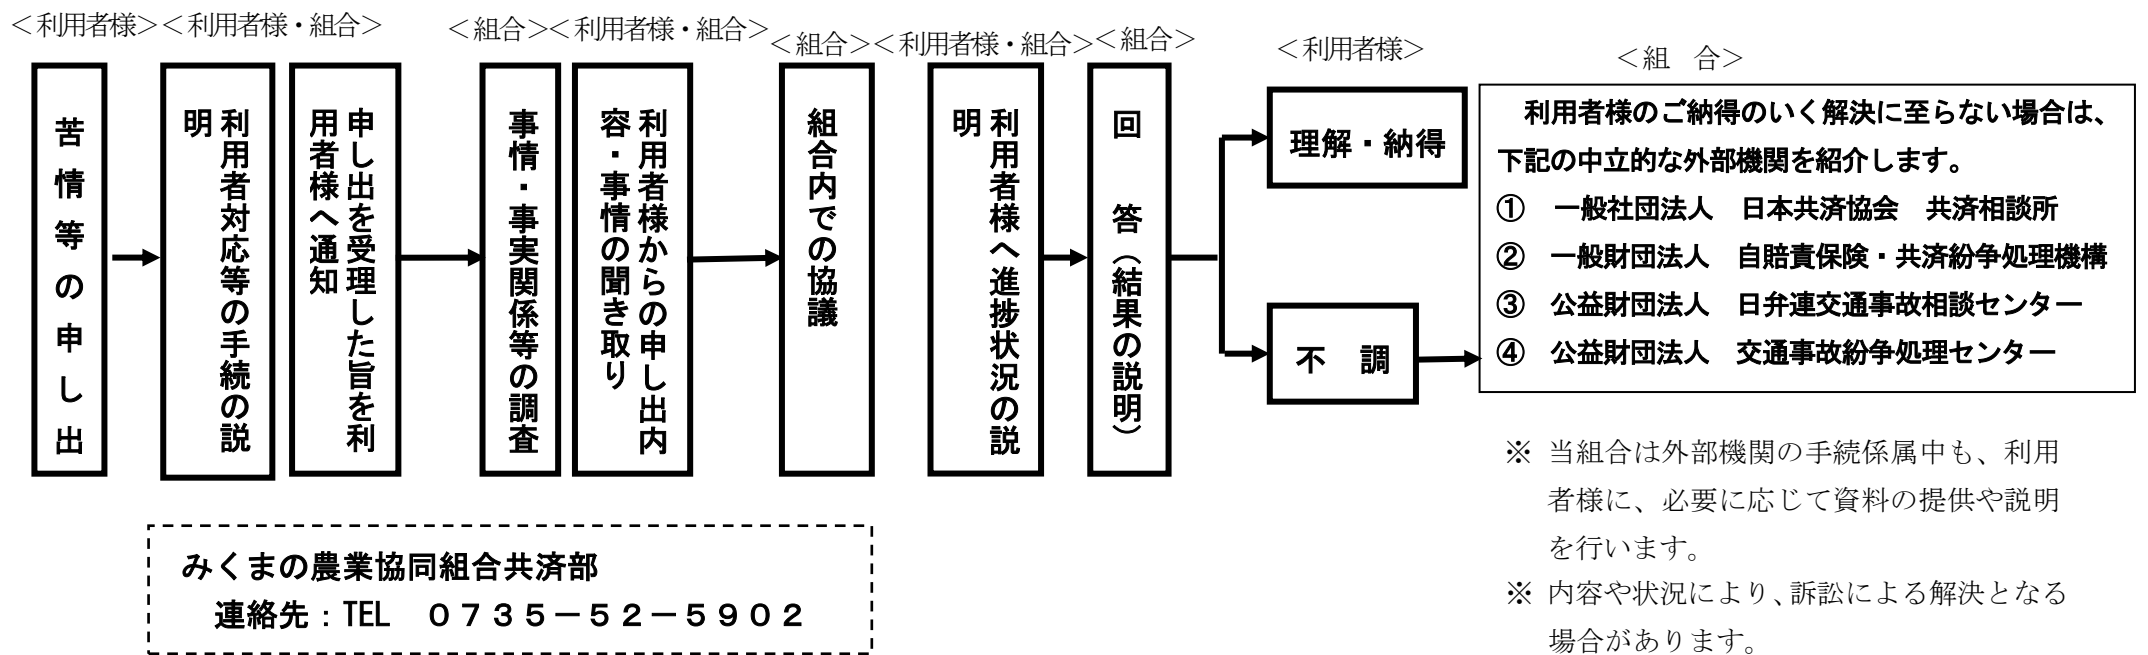 ＜利用者様＞＜利用者様・組合＞
＜組合＞＜利用者様・組合＞
＜組合＞＜利用者様・組合＞＜組合＞
＜利用者様＞
＜組　合＞
苦情等の申し出
利用者対応等の手続の説
明
申し出を受理した旨を利
用者様へ通知
事情・事実関係等の調査
利用者様からの申し出内
容・事情の聞き取り
組合内での協議
利用者様へ進捗状況の説
明
回　答（結果の説明）
理解・納得
不　調
利用者様のご納得のいく解決に至らない場合は、
下記の中立的な外部機関を紹介します。
①　一般社団法人　日本共済協会　共済相談所
②　一般財団法人　自賠責保険・共済紛争処理機構
③　公益財団法人　日弁連交通事故相談センター
④　公益財団法人　交通事故紛争処理センター
※ 当組合は外部機関の手続係属中も、利用
者様に、必要に応じて資料の提供や説明
を行います。
※ 内容や状況により、訴訟による解決となる
場合があります。
みくまの農業協同組合共済部
連絡先：TEL　０７３５－５２－５９０２